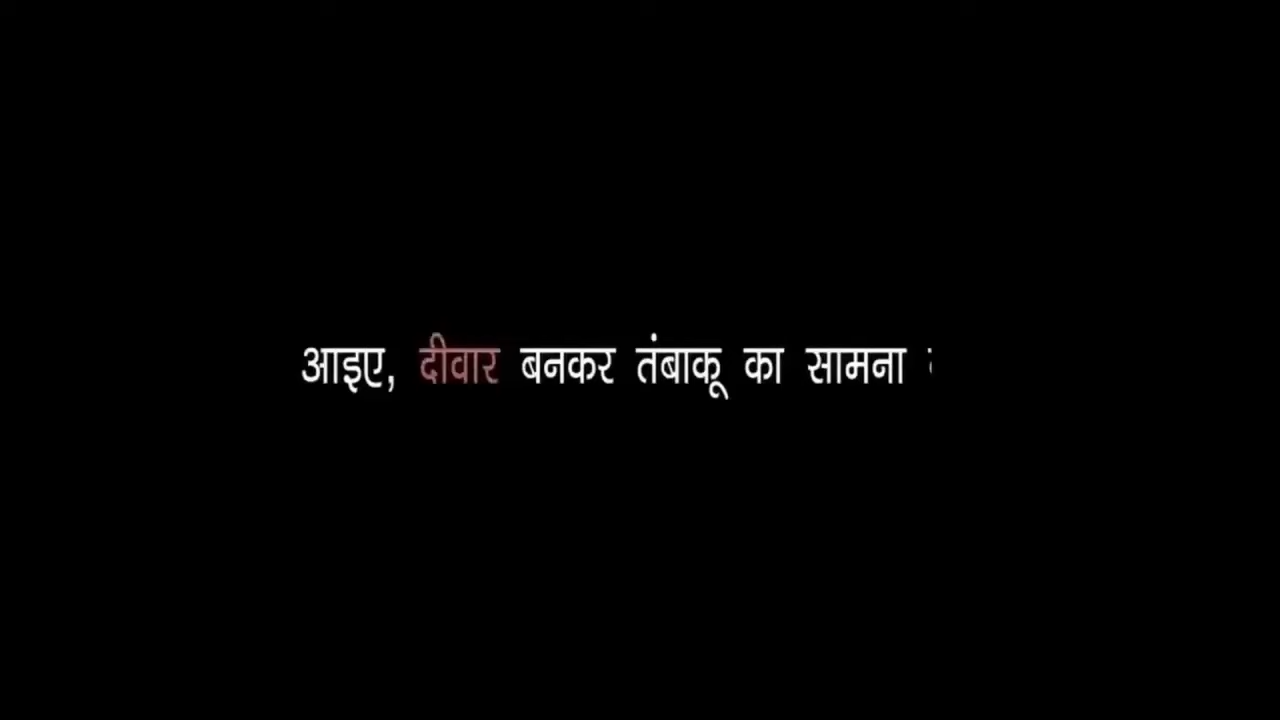 आइए, दीवार बनकर तंबाकू का सामना